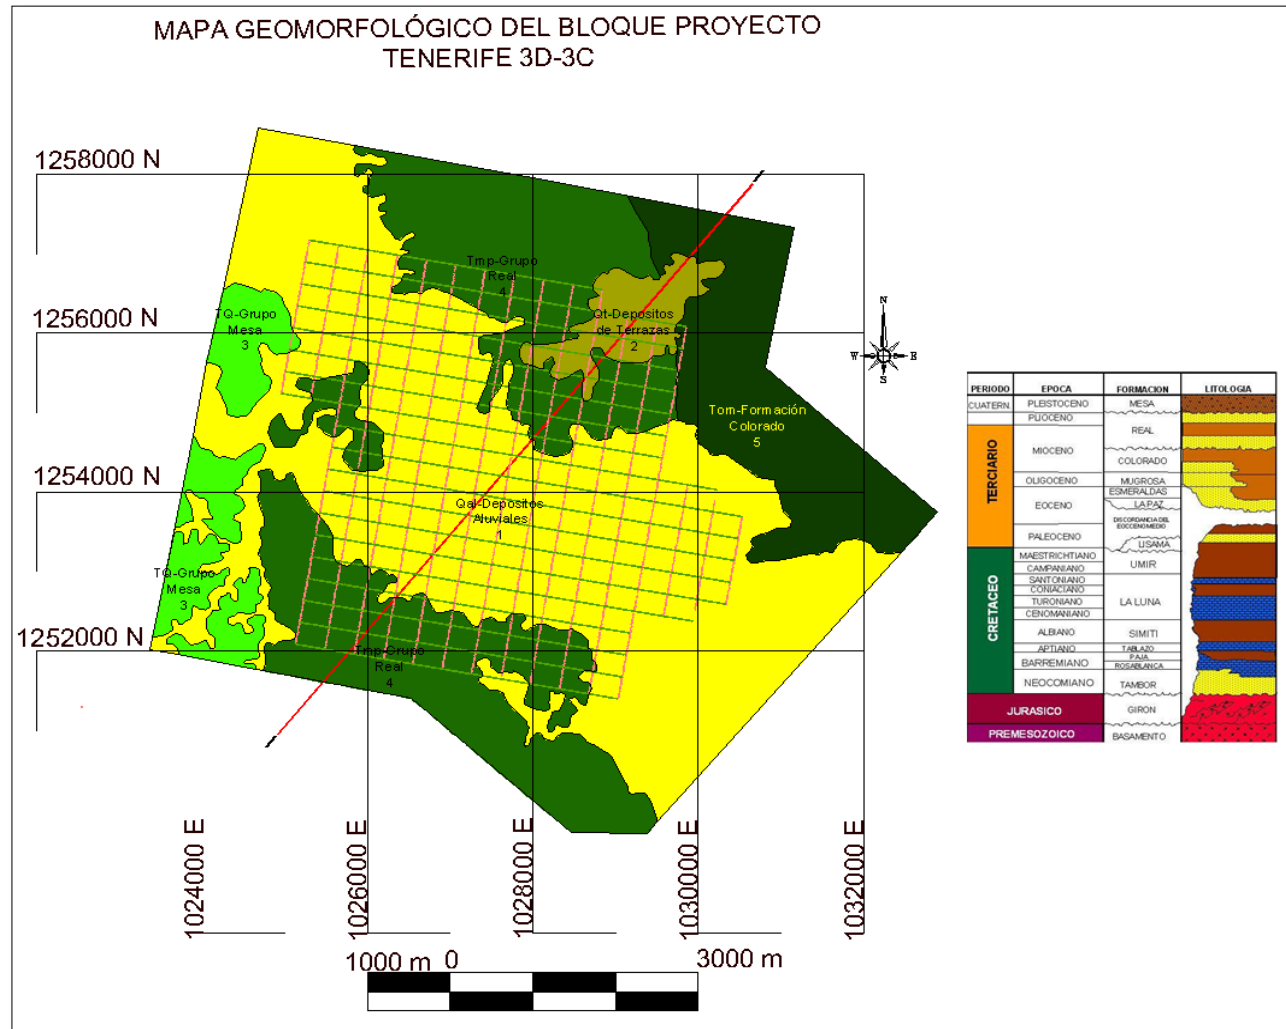 MAPA GEOMORFOLÓGICO DEL BLOQUE PROYECTO
TENERIFE 3D-3C
1258000 N
1256000 N
1254000 N
1252000 N
Tmp-Grupo
Real
4
TQ-Grupo
Mesa
3
Qt-Depositos
de Terrazas
2
Tom-Formación
Colorado
5
Qal-Depositos
Aluviales
1
TQ-Grupo
Mesa
3
Tmp-Grupo
Real
4
N
W
E
S
1024000 E
1026000 E
1028000 E
1030000 E
1032000 E
1000 m 0
3000 m
PERIODO EPOCA FORMACION LITOLOGIA
CUATERN. PLEISTOCENO MESA
PLIOCENO
REAL
TERCIARIO
MIOCENO
COLORADO
OLIGOCENO MUGROSA
ESMERALDAS
EOCENO LA PAZ
DISCORDANCIA DEL
EOCCENO MEDIO
PALEOCENO
LISAMA
CRETACEO
MAESTRICHTIANO
UMIR
CAMPANIANO
SANTONIANO
CONIACIANO
TURONIANO LA LUNA
CENOMANIANO
ALBIANO SIMITI
APTIANO TABLAZO
PAJA
BARREMIANO ROSABLANCA
NEOCOMIANO TAMBOR
JURASICO GIRON
PREMESOZOICO BASAMENTO